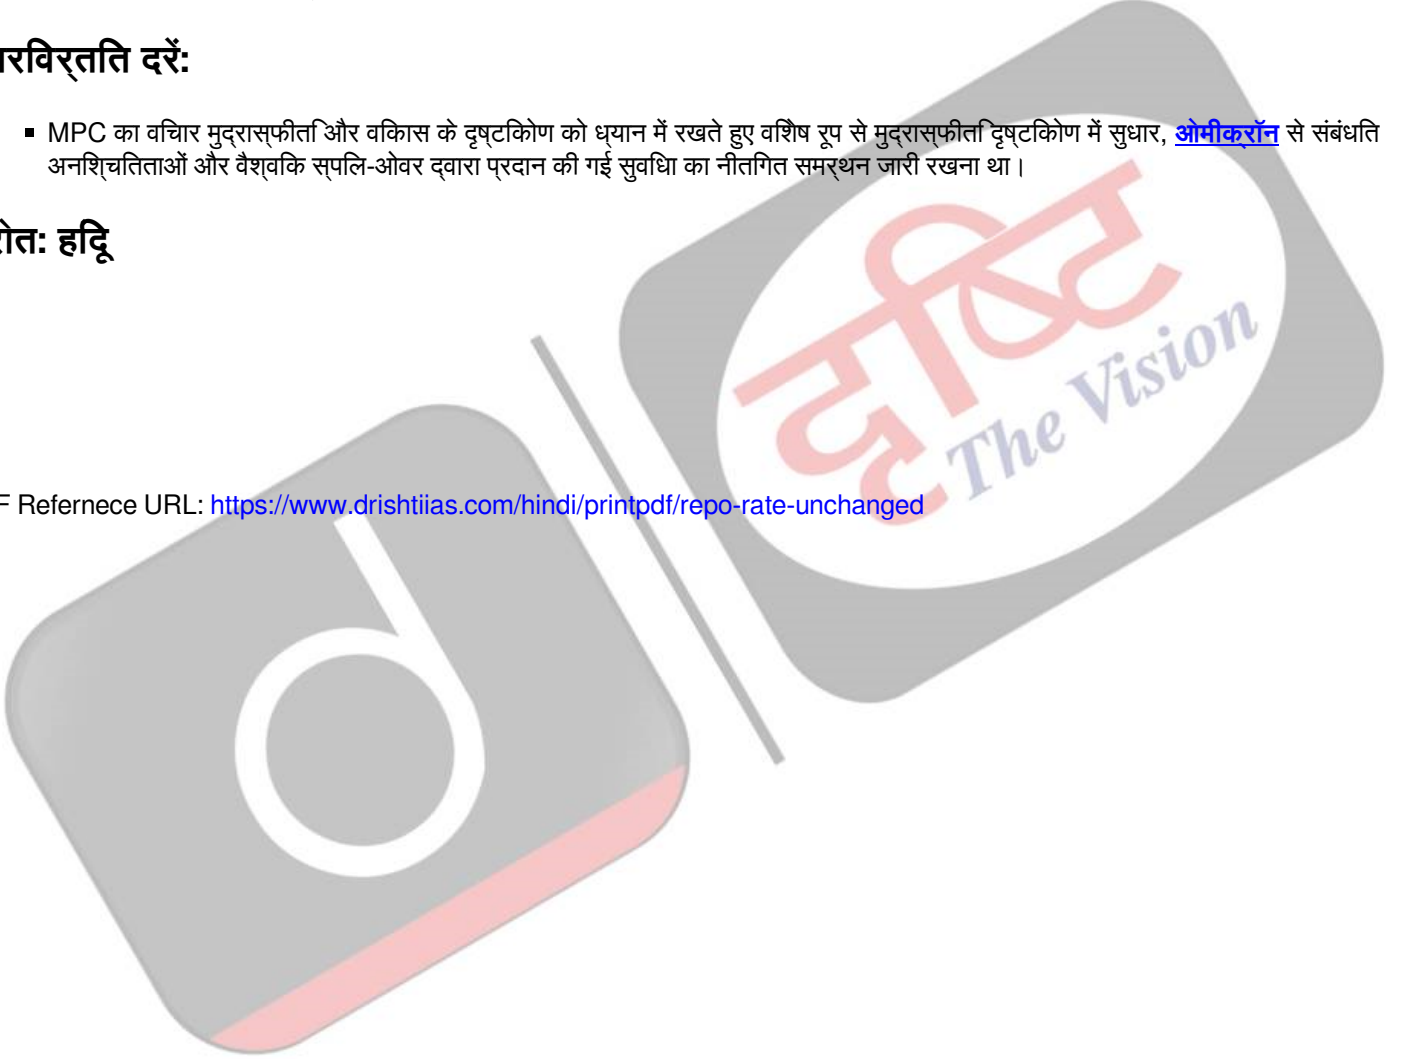 रविर्तति दरें:
MPC का विचार मुद्रास्फीति और विकास के दृष्टिकोण को ध्यान में रखते हुए विशेष रूप से मुद्रास्फीति दृष्टिकोण में सुधार, ओमीक्रॉन से संबंधित
अनिश्चितताओं और वैश्विक स्पिल-ओवर द्वारा प्रदान की गई सुविधा का नीतिगत समर्थन जारी रखना था।
ोत: हिंदू
दृष्टि
The Vision
F Refernece URL: https://www.drishtiias.com/hindi/printpdf/repo-rate-unchanged
d